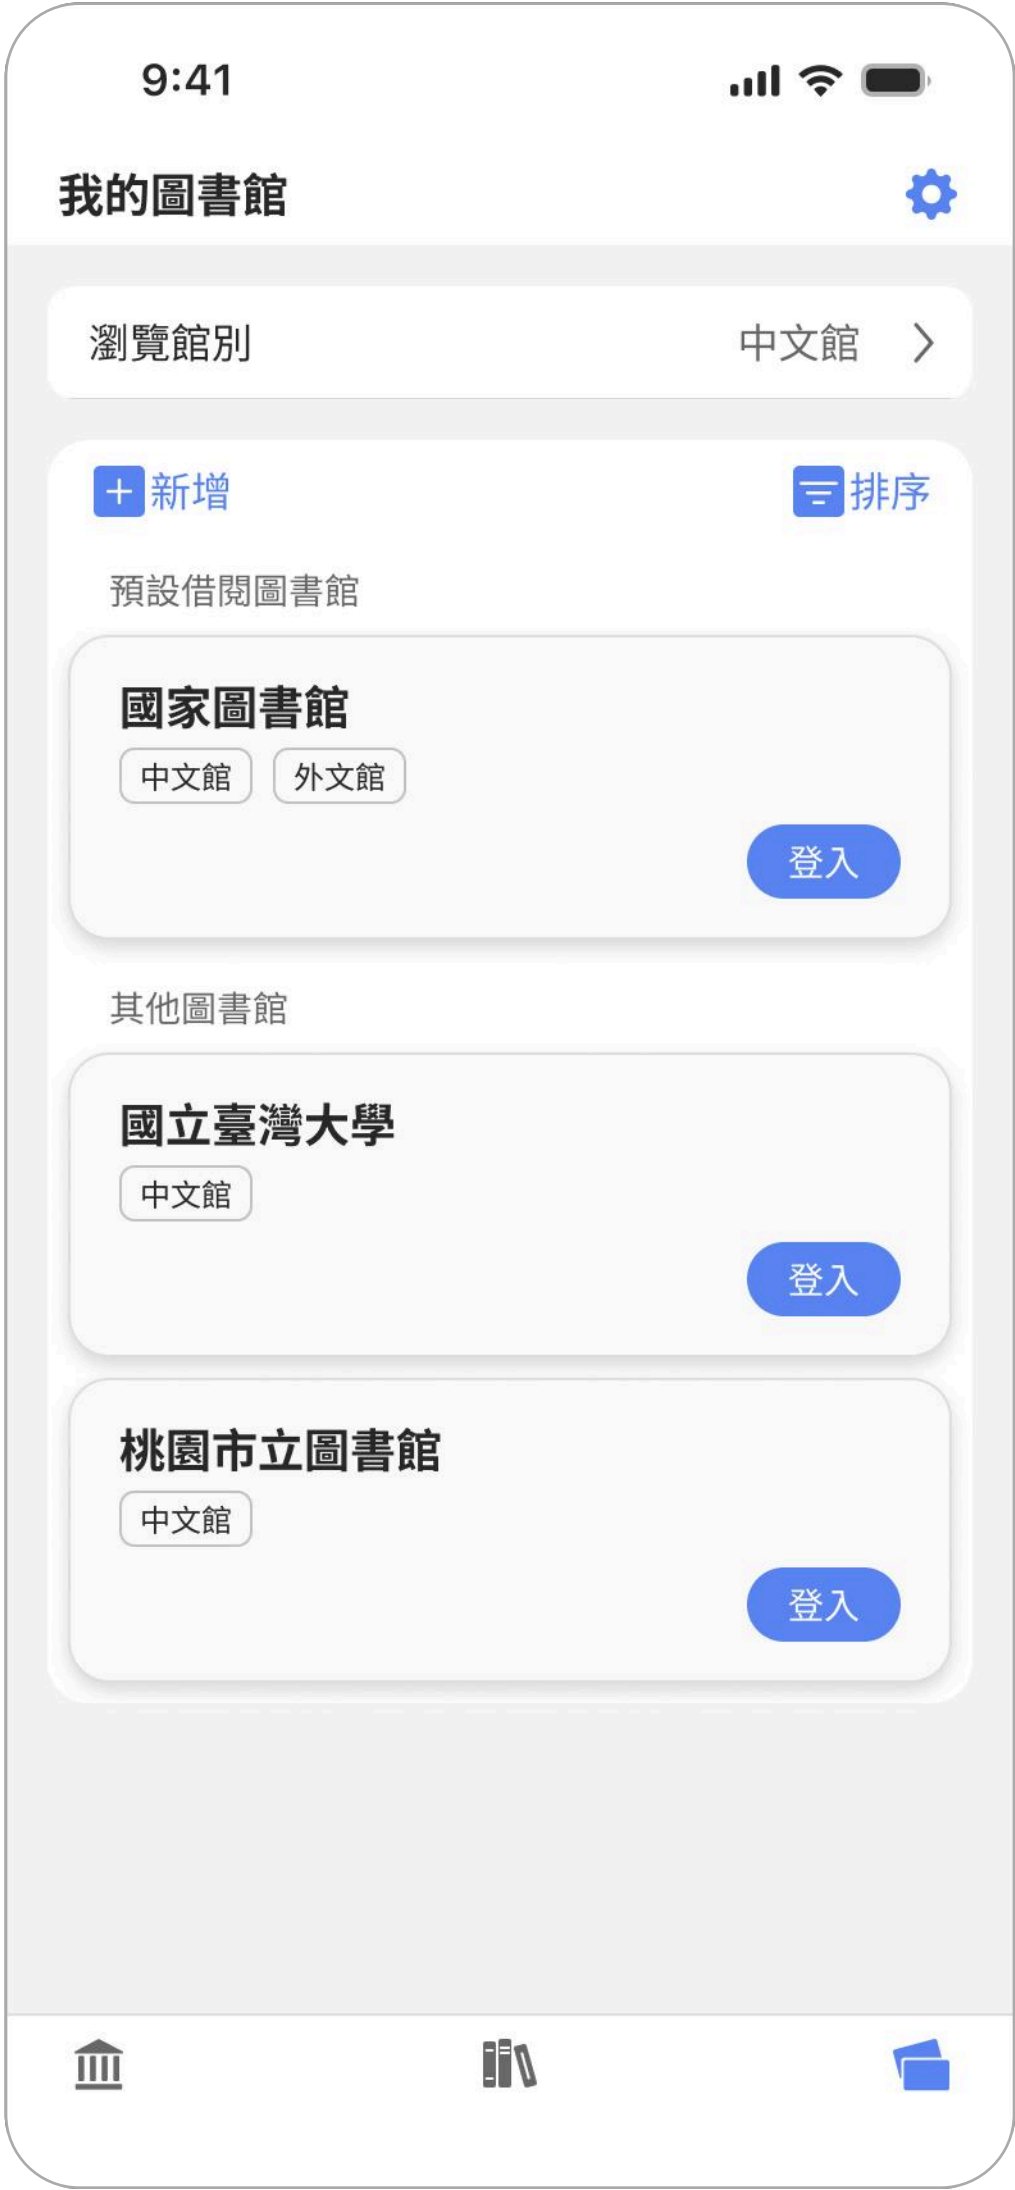 9:41
我的圖書館
瀏覽館別 中文館
新增 排序
預設借閱圖書館
國家圖書館
中文館 外文館
登入
其他圖書館
國立臺灣大學
中文館
登入
桃園市立圖書館
中文館
登入